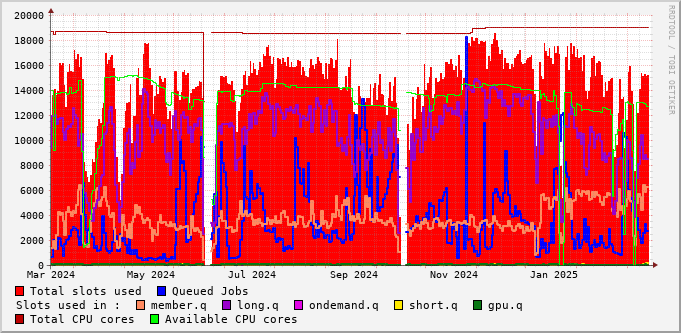 20000
18000
16000
14000
12000
10000
8000
6000
4000
2000
0
Mar 2024 May 2024 Jul 2024 Sep 2024 Nov 2024 Jan 2025
RRDTOOL / TOBI OETIKER
Total slots used Queued Jobs
Slots used in : member.q long.q ondemand.q short.q gpu.q
Total CPU cores Available CPU cores